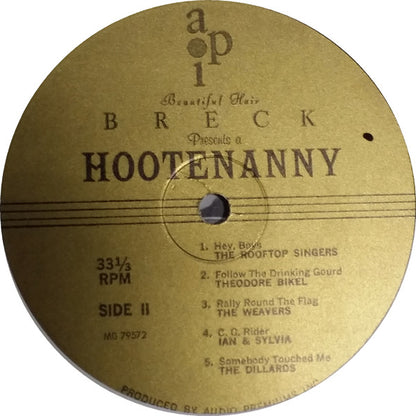 a
p
i
Beautiful Hair
BRECK
Presents a
HOOTENANNY
33⅓
RPM
SIDE II
MG 79572
1. Hey, Boys
THE ROOFTOP SINGERS
2. Follow The Drinking Gourd
THEODORE BIKEL
3. Rally Round The Flag
THE WEAVERS
4. C. C. Rider
IAN & SYLVIA
5. Somebody Touched Me
THE DILLARDS
PRODUCED BY AUDIO PREMIUMS INC.